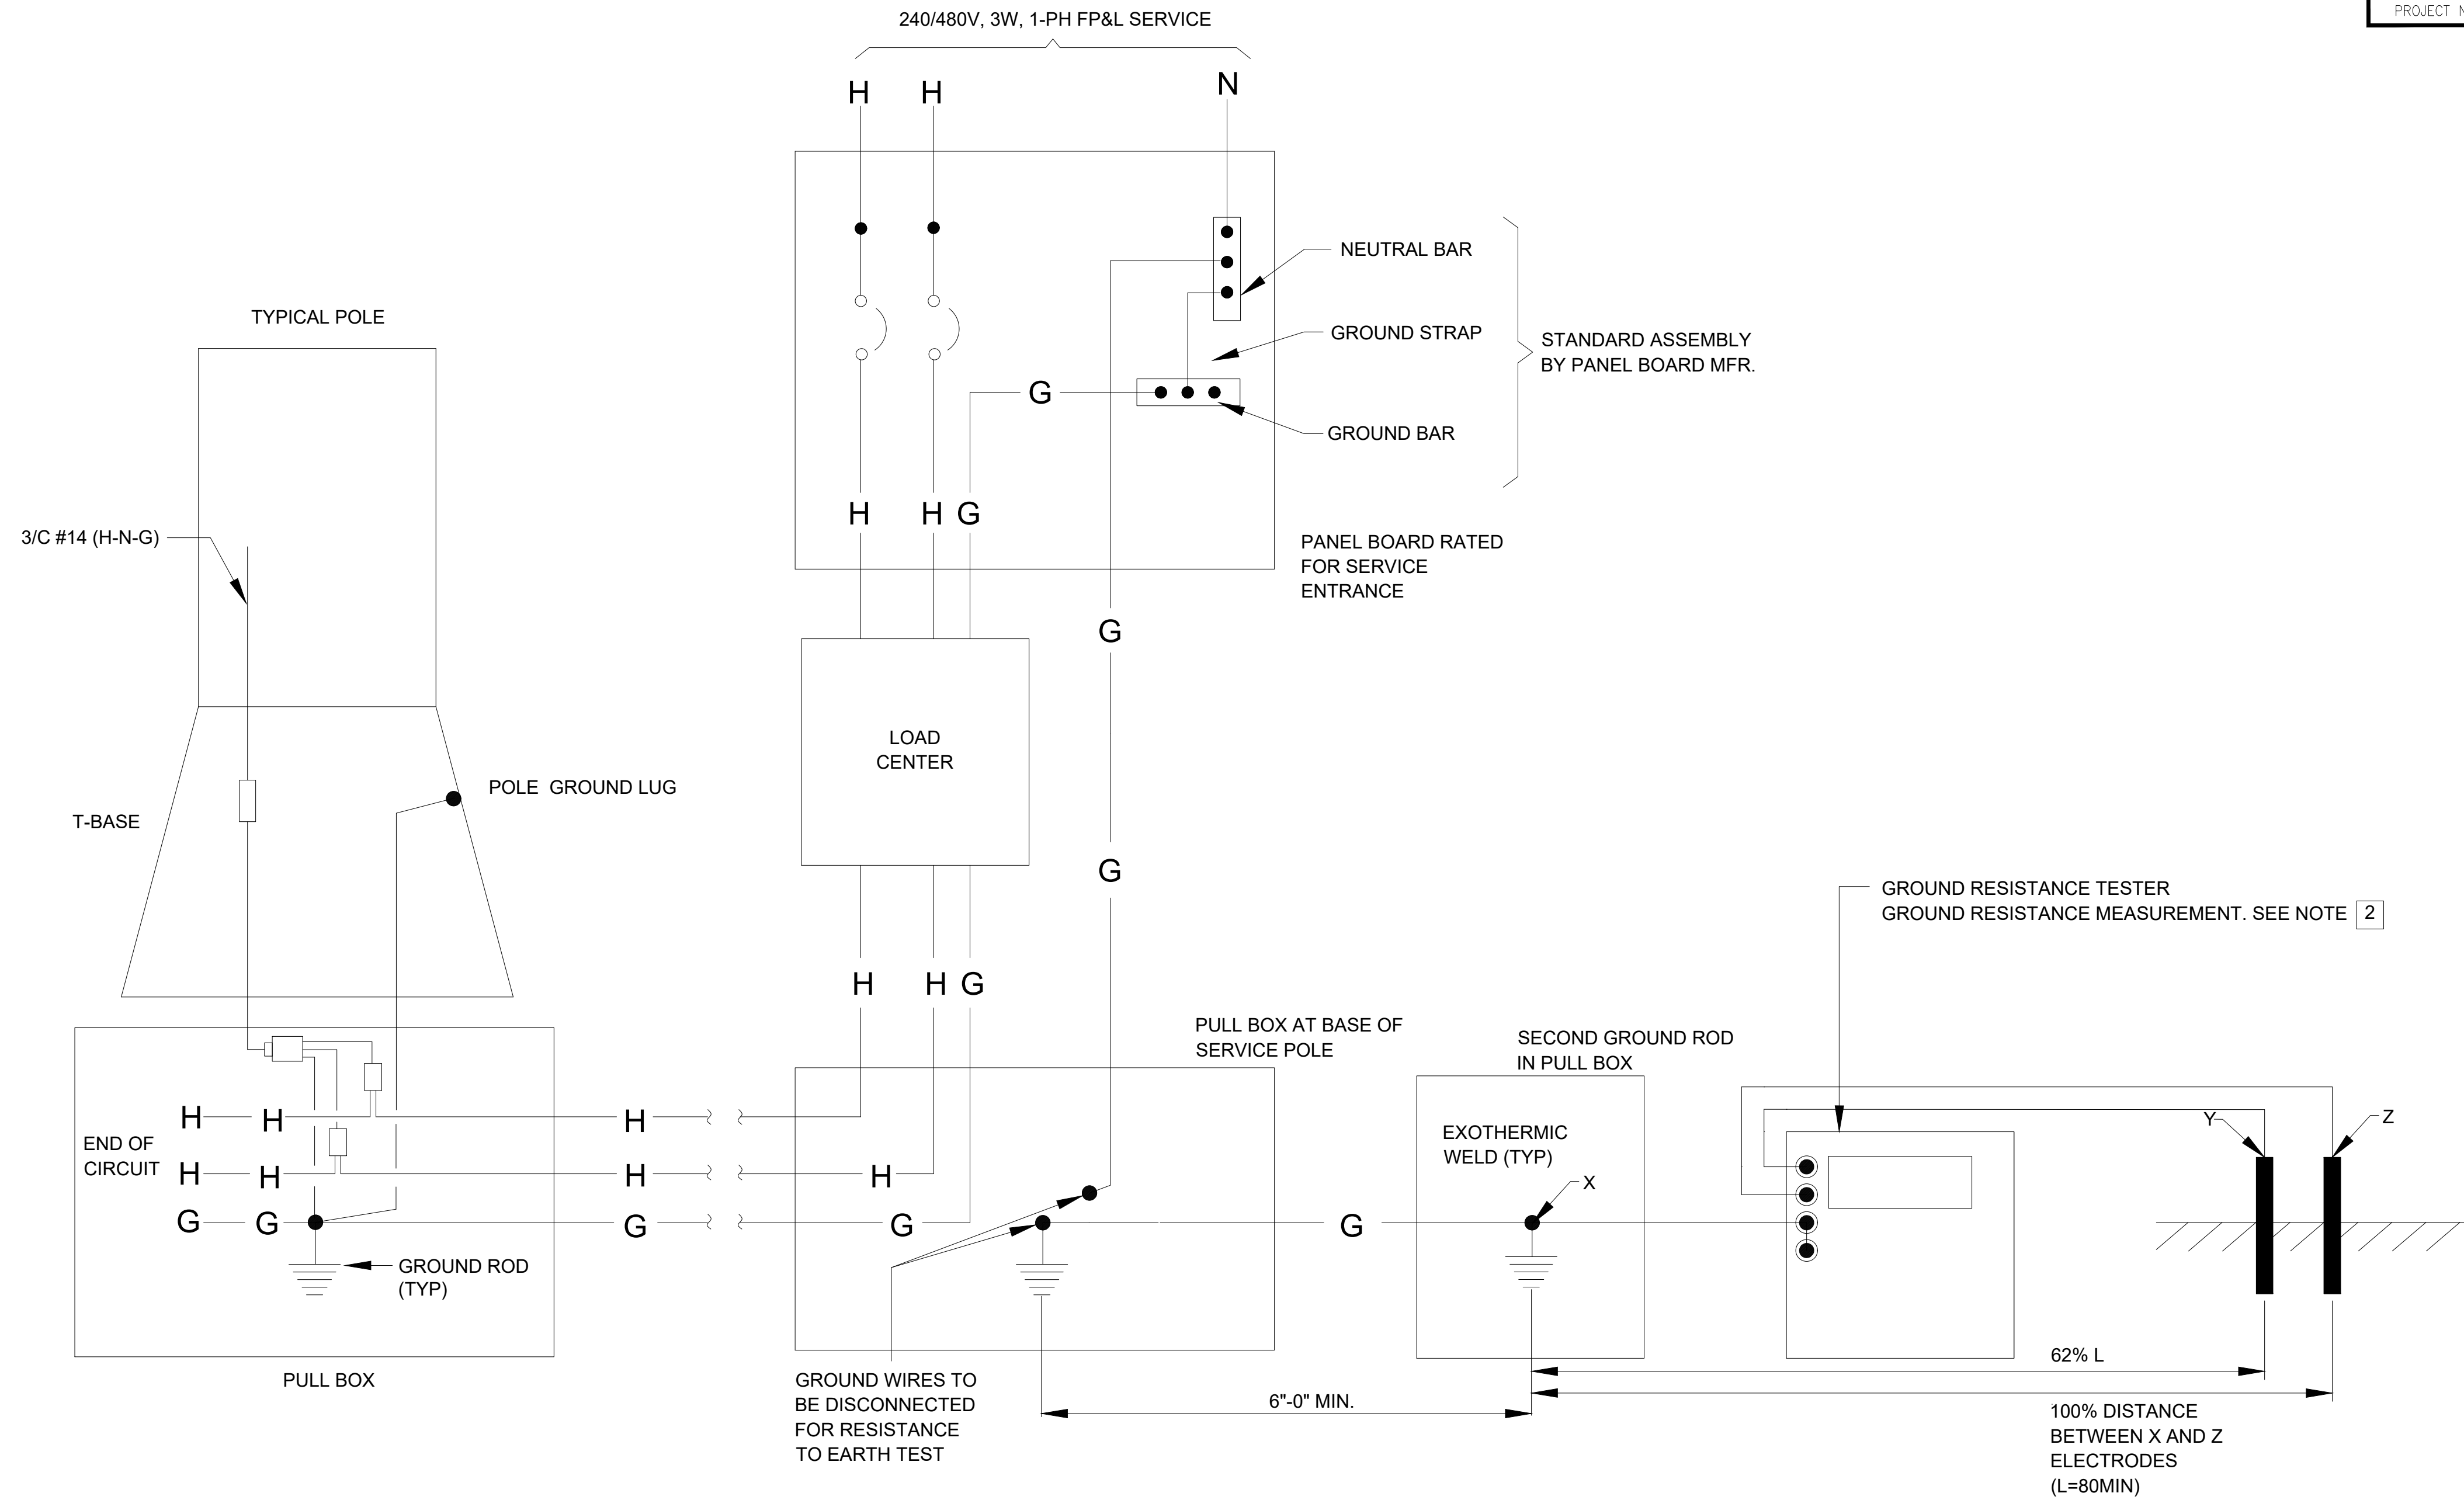 240/480V, 3W, 1-PH FP&L SERVICE
PROJECT N
H
H
N
NEUTRAL BAR
TYPICAL POLE
GROUND STRAP
STANDARD ASSEMBLY
BY PANEL BOARD MFR.
G
GROUND BAR
H
H
G
3/C #14 (H-N-G)
PANEL BOARD RATED
FOR SERVICE
ENTRANCE
G
LOAD
CENTER
POLE  GROUND LUG
T-BASE
G
GROUND RESISTANCE TESTER
GROUND RESISTANCE MEASUREMENT. SEE NOTE 2
H
H
G
PULL BOX AT BASE OF
SERVICE POLE
SECOND GROUND ROD
IN PULL BOX
H
H
H
END OF
CIRCUIT
EXOTHERMIC
WELD (TYP)
Y
Z
H
H
H
H
X
G
G
G
G
G
GROUND ROD
(TYP)
PULL BOX
GROUND WIRES TO
BE DISCONNECTED
FOR RESISTANCE
TO EARTH TEST
6"-0" MIN.
62% L
100% DISTANCE
BETWEEN X AND Z
ELECTRODES
(L=80MIN)